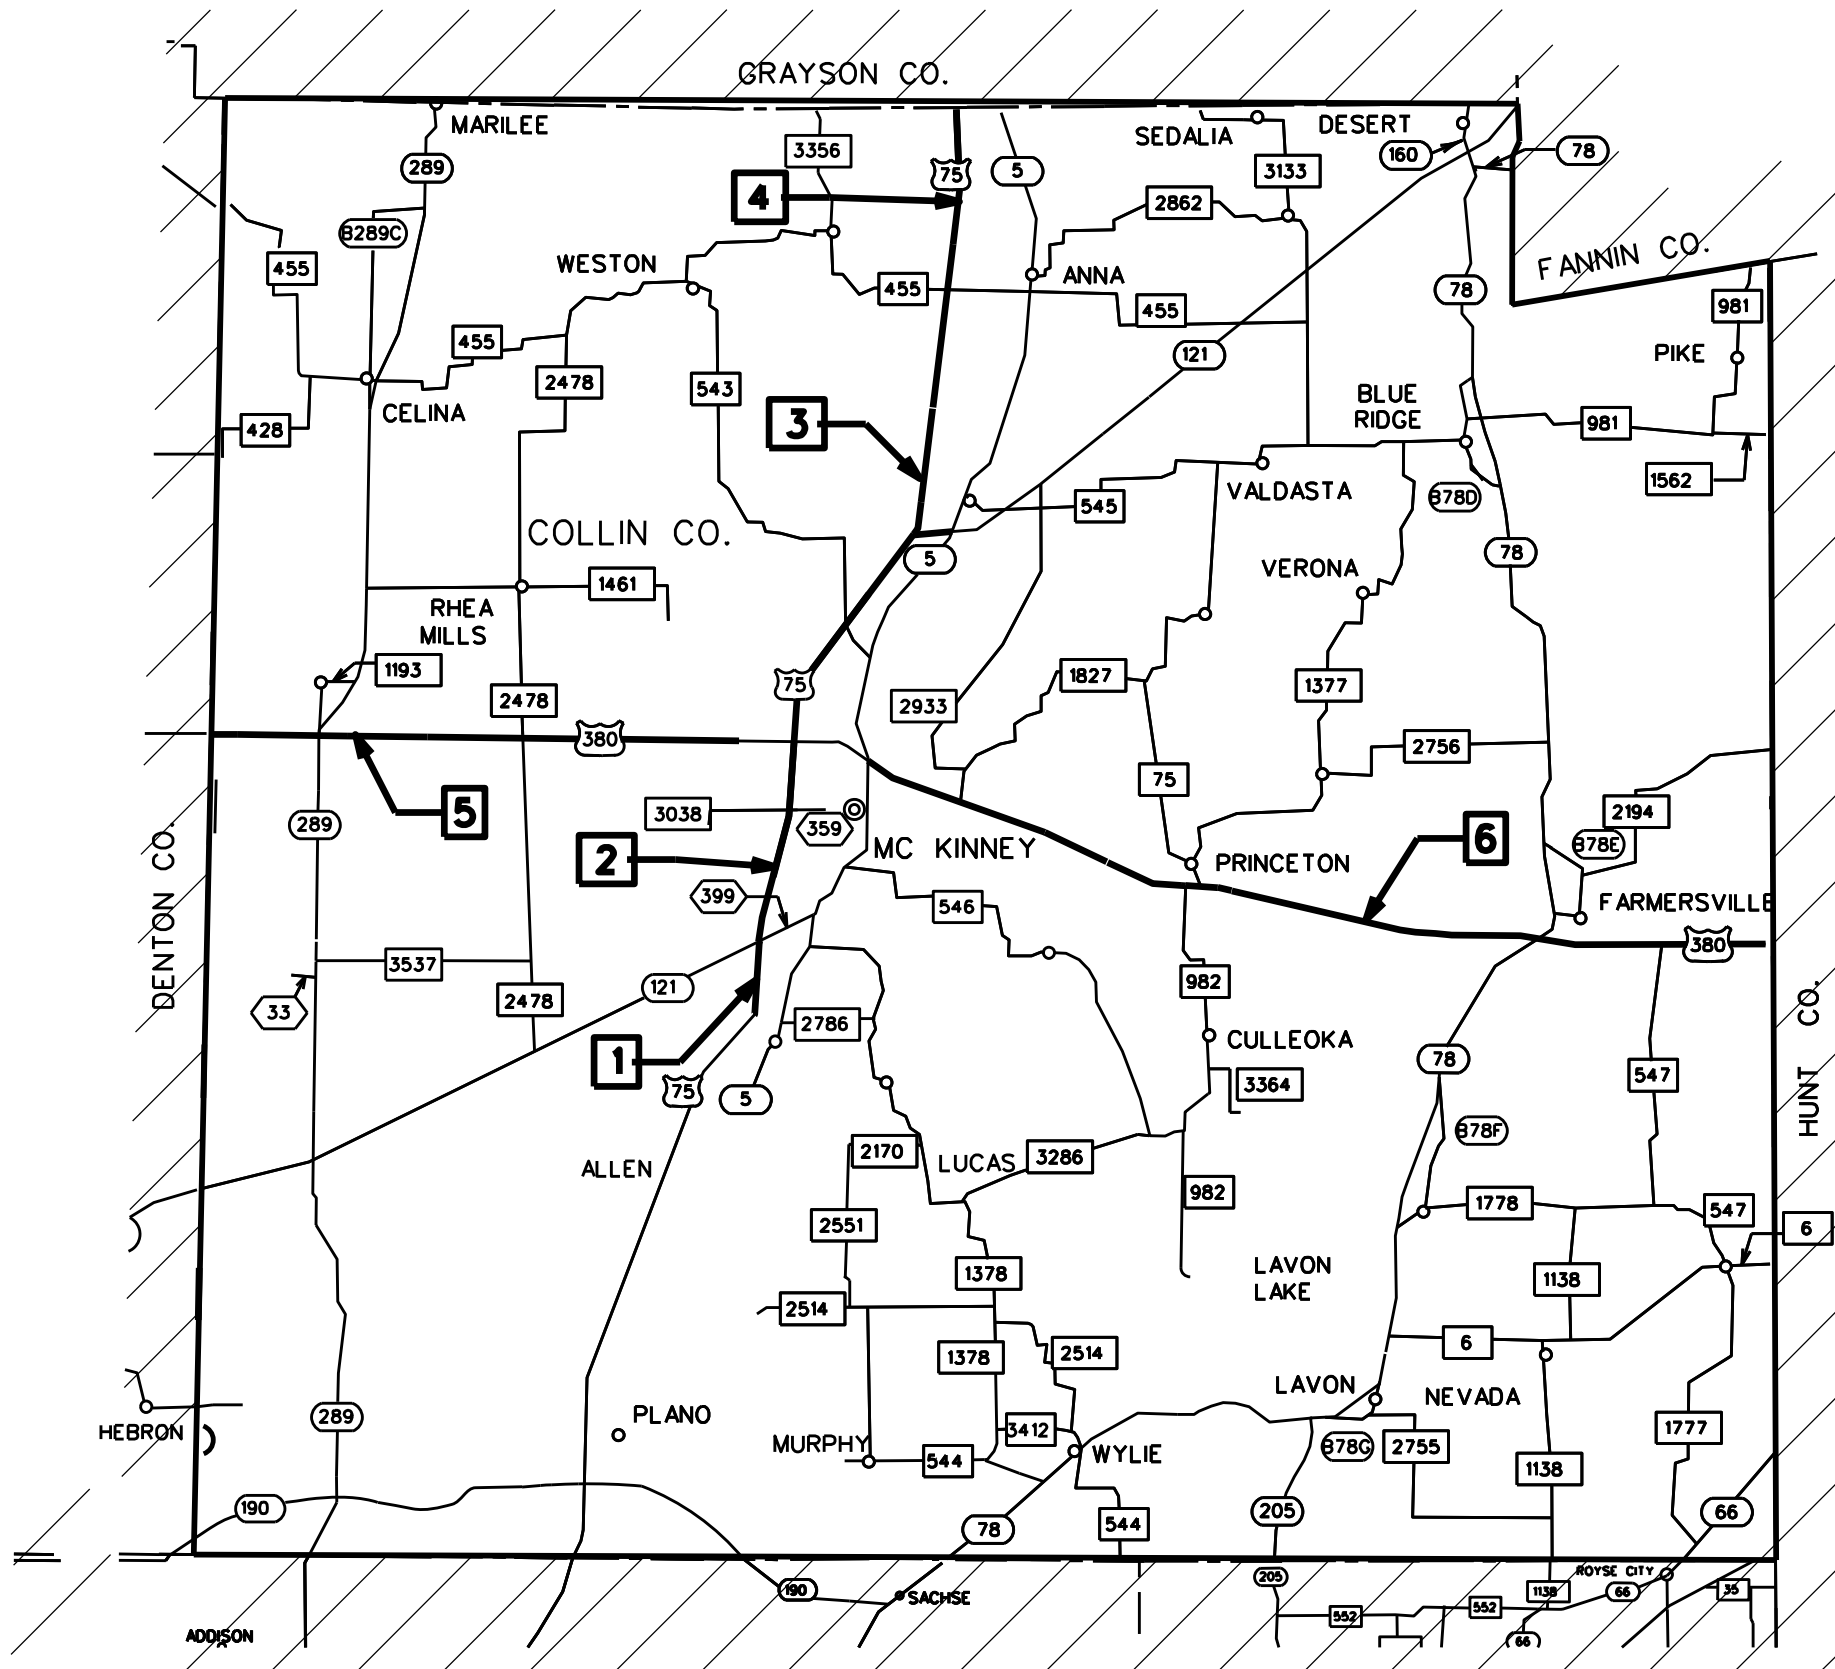 GRAYSON CO.
MARILEE
SEDALIA
DESERT
3356
160
78
289
75
5
3133
4
2862
B289C
FANNIN CO.
455
WESTON
ANNA
455
78
455
981
455
121
PIKE
2478
543
BLUE
RIDGE
CELINA
428
3
981
1562
VALDASTA
B78D
545
COLLIN CO.
5
78
VERONA
1461
RHEA
MILLS
1193
75
1827
1377
2478
2933
380
2756
75
5
3038
359
289
2194
6
B78E
MC KINNEY
2
PRINCETON
399
546
FARMERSVILLE
DENTON CO.
380
3537
982
121
2478
33
HUNT CO.
2786
CULLEOKA
1
78
75
5
3364
547
B78F
2170
LUCAS
3286
ALLEN
982
1778
547
2551
6
1378
LAVON
LAKE
1138
2514
6
1378
2514
LAVON
NEVADA
289
PLANO
HEBRON
3412
1777
MURPHY
B78G
2755
544
WYLIE
1138
190
205
66
78
544
ROYSE CITY
205
190
1138
66
35
SACHSE
552
552
ADDISON
66